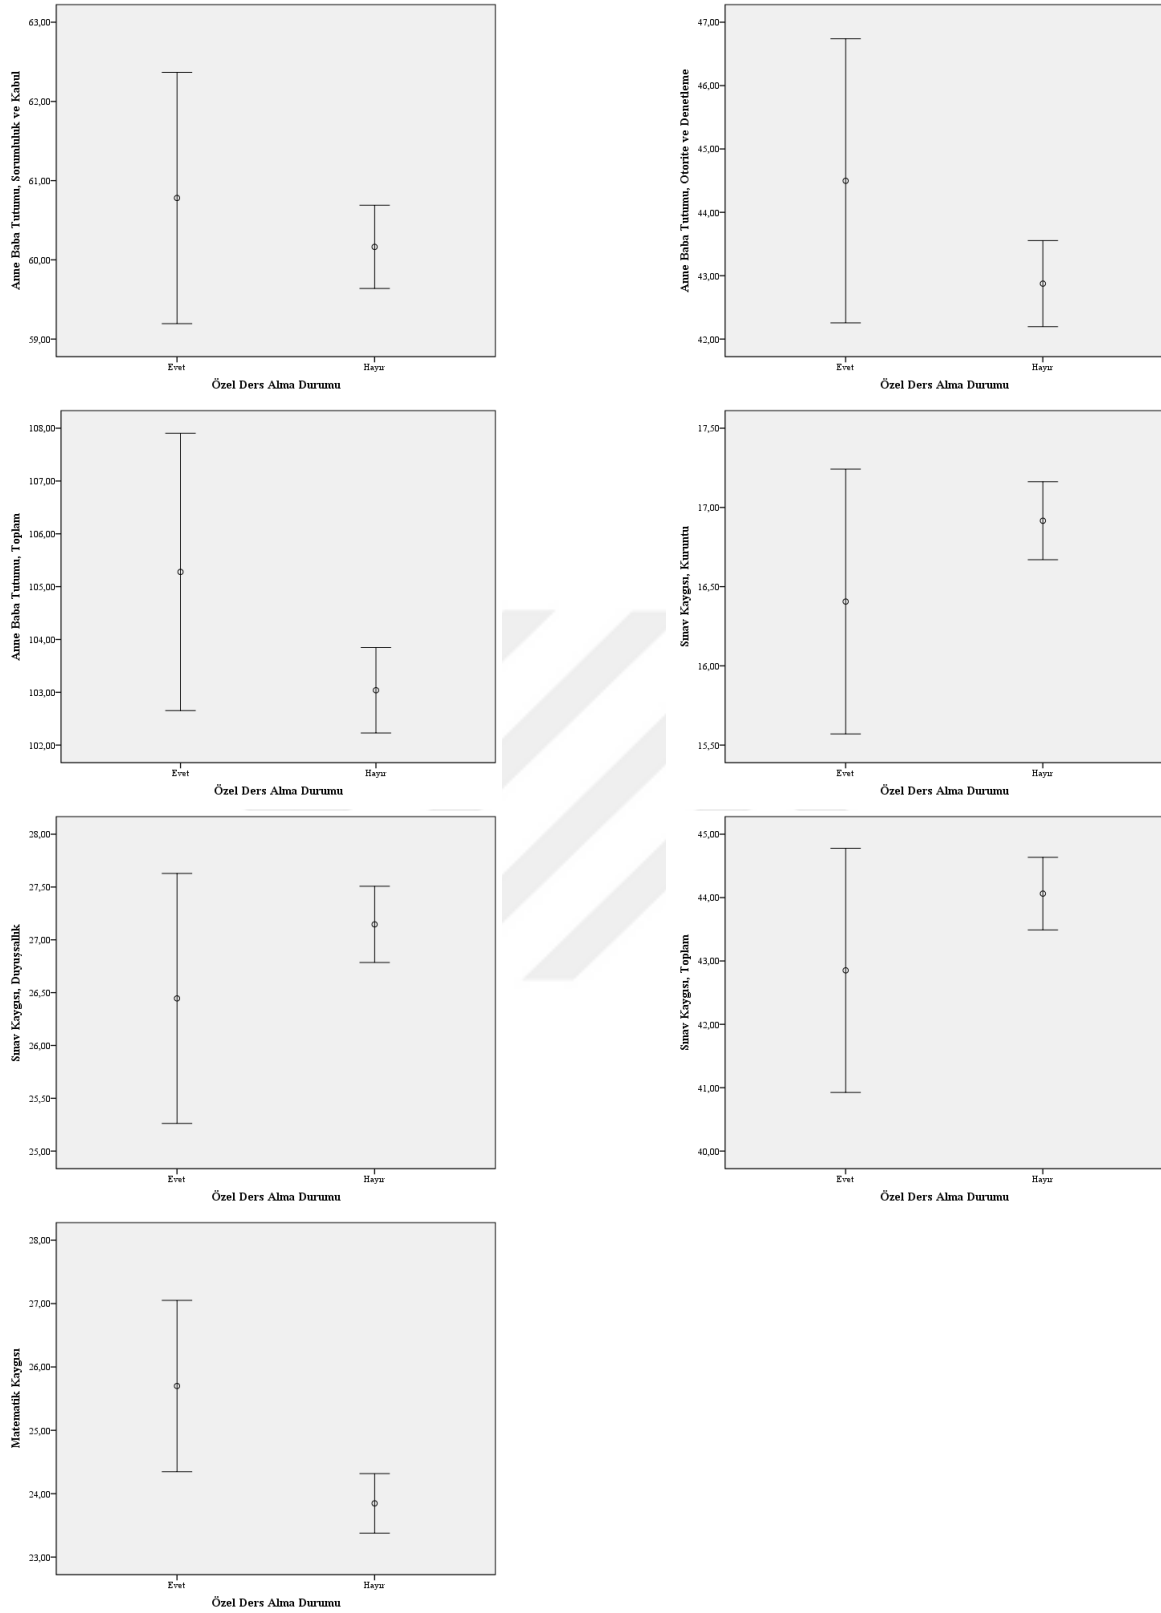 Anne Baba Tutumu, Sorumluluk ve Kabul
63,00
62,00
61,00
60,00
59,00
Evet
Hayır
Özel Ders Alma Durumu
Anne Baba Tutumu, Otorite ve Denetleme
47,00
46,00
45,00
44,00
43,00
42,00
Evet
Hayır
Özel Ders Alma Durumu
Anne Baba Tutumu, Toplam
108,00
107,00
106,00
105,00
104,00
103,00
102,00
Evet
Hayır
Özel Ders Alma Durumu
Sınav Kaygısı, Kuruntu
17,50
17,00
16,50
16,00
15,50
Evet
Hayır
Özel Ders Alma Durumu
Sınav Kaygısı, Duyuşsallık
28,00
27,50
27,00
26,50
26,00
25,50
25,00
Evet
Hayır
Özel Ders Alma Durumu
Sınav Kaygısı, Toplam
45,00
44,00
43,00
42,00
41,00
40,00
Evet
Hayır
Özel Ders Alma Durumu
Matematik Kaygısı
28,00
27,00
26,00
25,00
24,00
23,00
Evet
Hayır
Özel Ders Alma Durumu